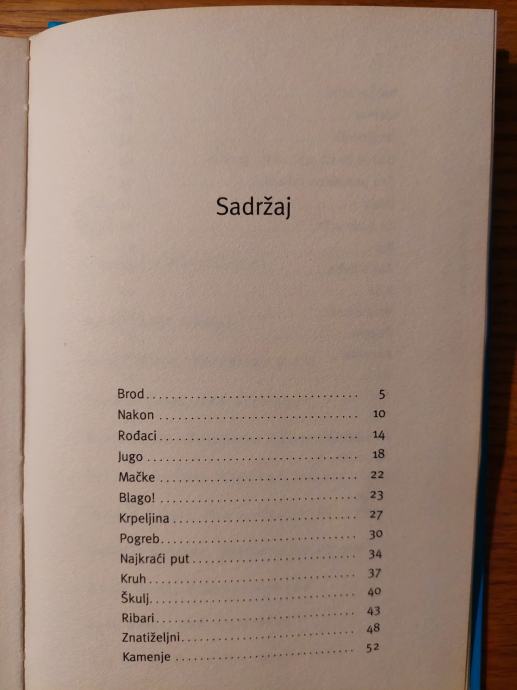 Sadržaj
Brod 5
Nakon 10
Rođaci 14
Jugo 18
Mačke 22
Blago! 23
Krpeljina 27
Pogreb 30
Najkraći put 34
Kruh 37
Škulj 40
Ribari 43
Znatiželjni 48
Kamenje 52